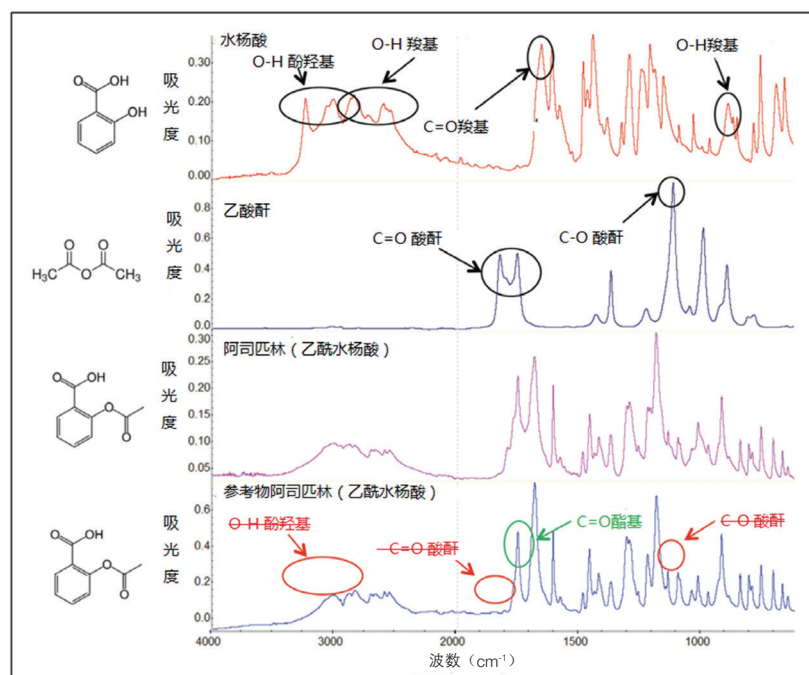 水杨酸
O-H 酚羟基
O-H 羧基
C=O羧基
O-H羧基
OH
O
OH
吸光度
0.30
0.20
0.10
0.00
乙酸酐
C=O 酸酐
C-O 酸酐
O O
H₃C O CH₃
吸光度
0.8
0.6
0.4
0.2
0.0
阿司匹林（乙酰水杨酸）
O OH
O
O
吸光度
0.30
0.25
0.20
0.15
0.10
0.05
参考物阿司匹林（乙酰水杨酸）
O-H 酚羟基
C=O 酸酐
C=O酯基
C-O 酸酐
O OH
O
O
吸光度
0.6
0.4
0.2
0.0
4000 3000 2000 1500 1000
波数（cm⁻¹）